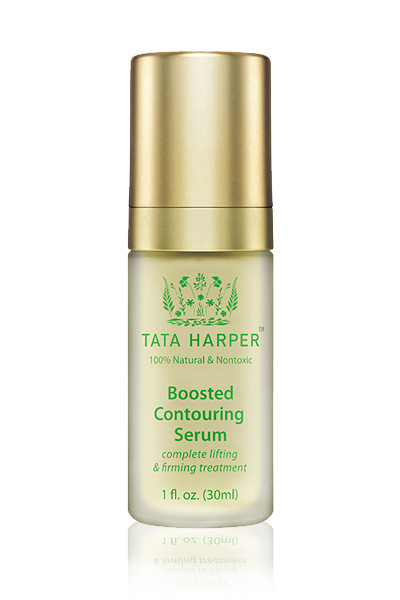 TATA HARPER™
100% Natural & Nontoxic
Boosted
Contouring
Serum
complete lifting
& firming treatment
1 fl. oz. (30ml)